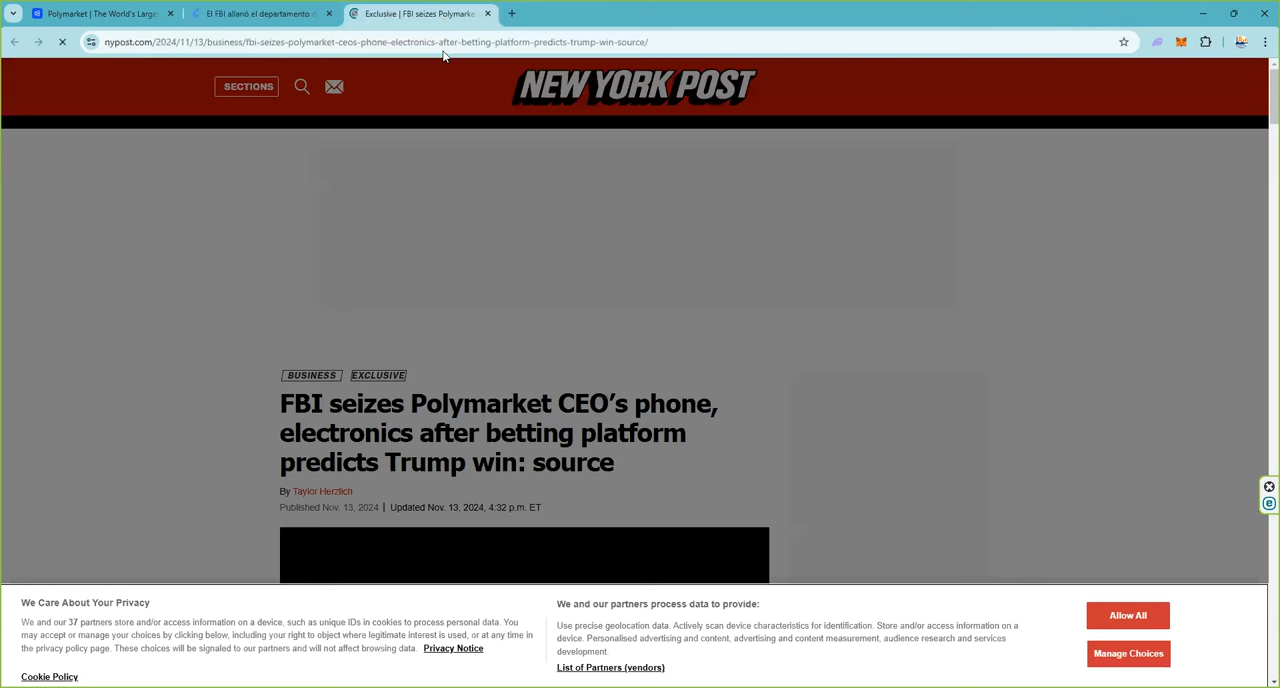 Polymarket | The World's Large
El FBI allanó el departamento d
Exclusive | FBI seizes Polymarke
nypost.com/2024/11/13/business/fbi-seizes-polymarket-ceos-phone-electronics-after-betting-platform-predicts-trump-win-source/
SECTIONS
NEW YORK POST
BUSINESS EXCLUSIVE
FBI seizes Polymarket CEO’s phone,
electronics after betting platform
predicts Trump win: source
By Taylor Herzlich
Published Nov. 13, 2024 | Updated Nov. 13, 2024, 4:32 p.m. ET
We Care About Your Privacy
We and our 37 partners store and/or access information on a device, such as unique IDs in cookies to process personal data. You
may accept or manage your choices by clicking below, including your right to object where legitimate interest is used, or at any time in
the privacy policy page. These choices will be signaled to our partners and will not affect browsing data. Privacy Notice
Cookie Policy
We and our partners process data to provide:
Use precise geolocation data. Actively scan device characteristics for identification. Store and/or access information on a
device. Personalised advertising and content, advertising and content measurement, audience research and services
development.
List of Partners (vendors)
Allow All
Manage Choices